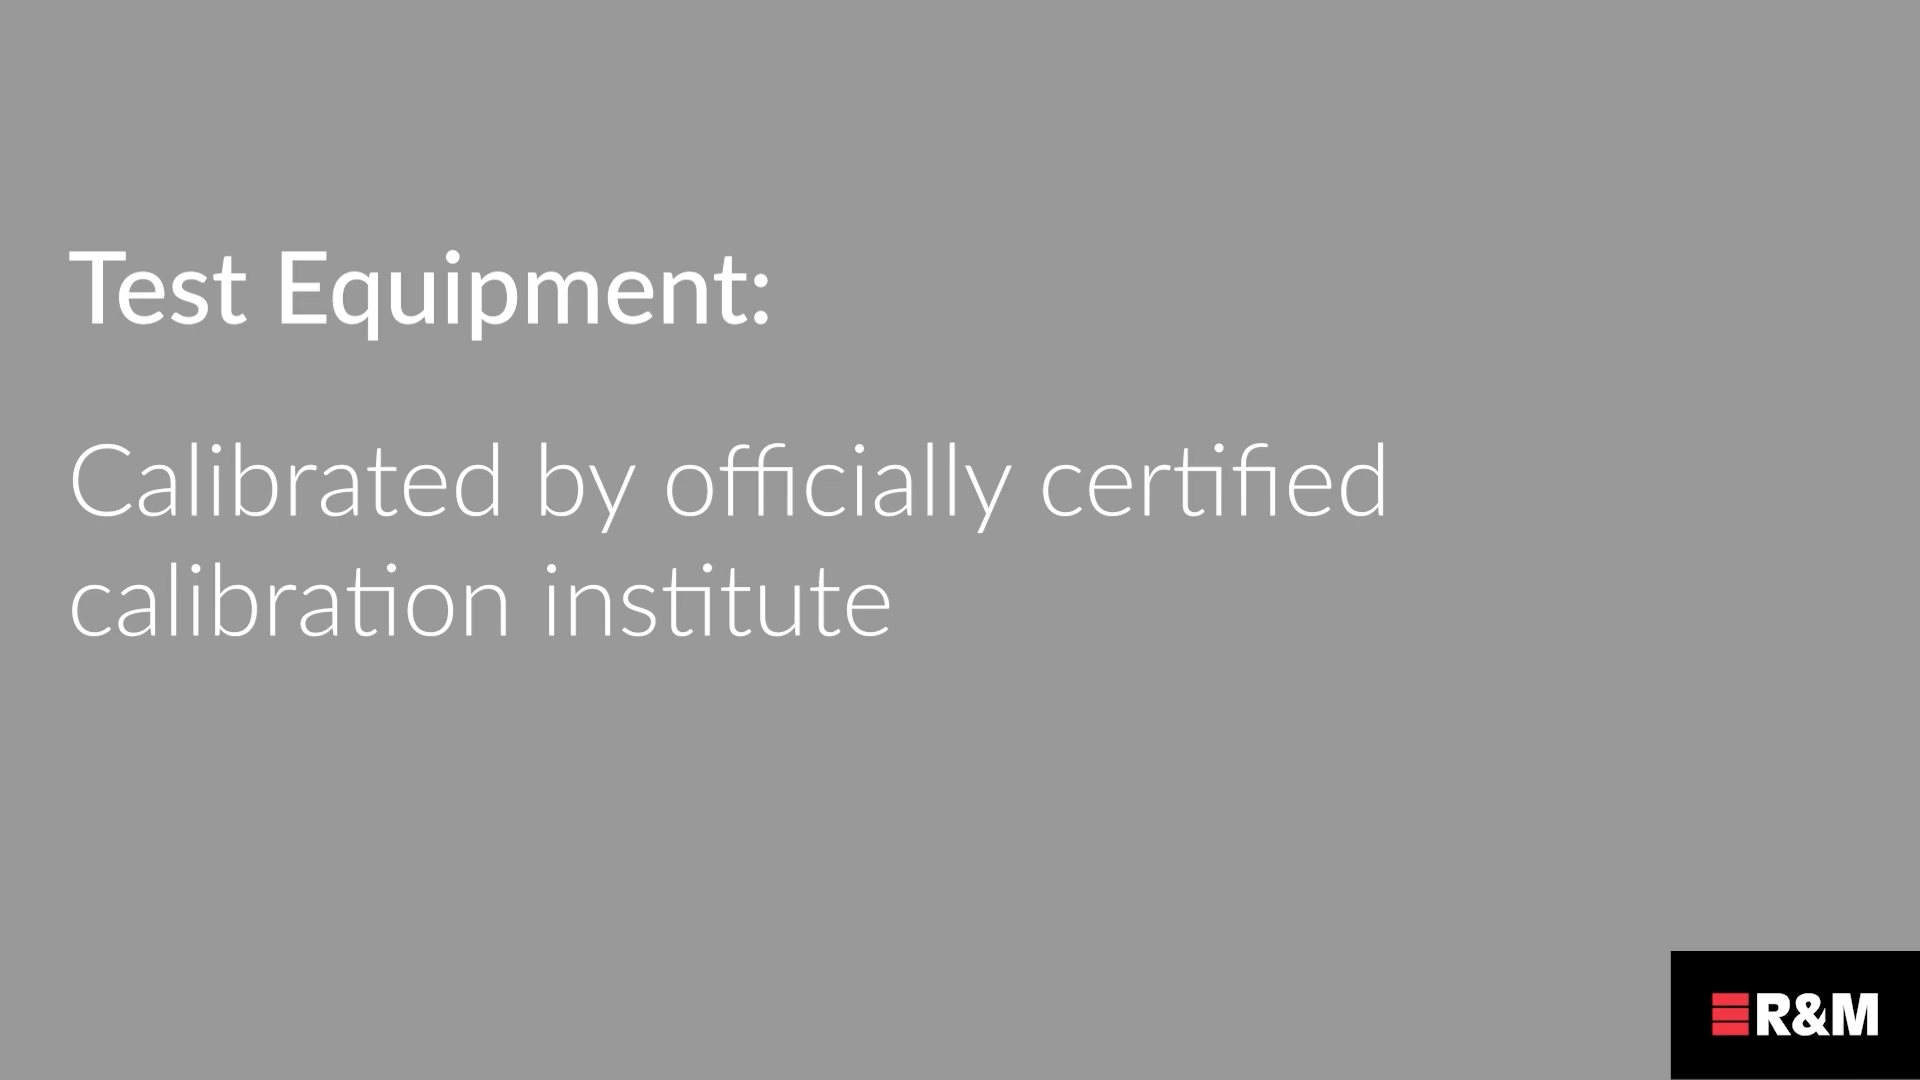 Test Equipment:
Calibrated by officially certified
calibration institute
R&M